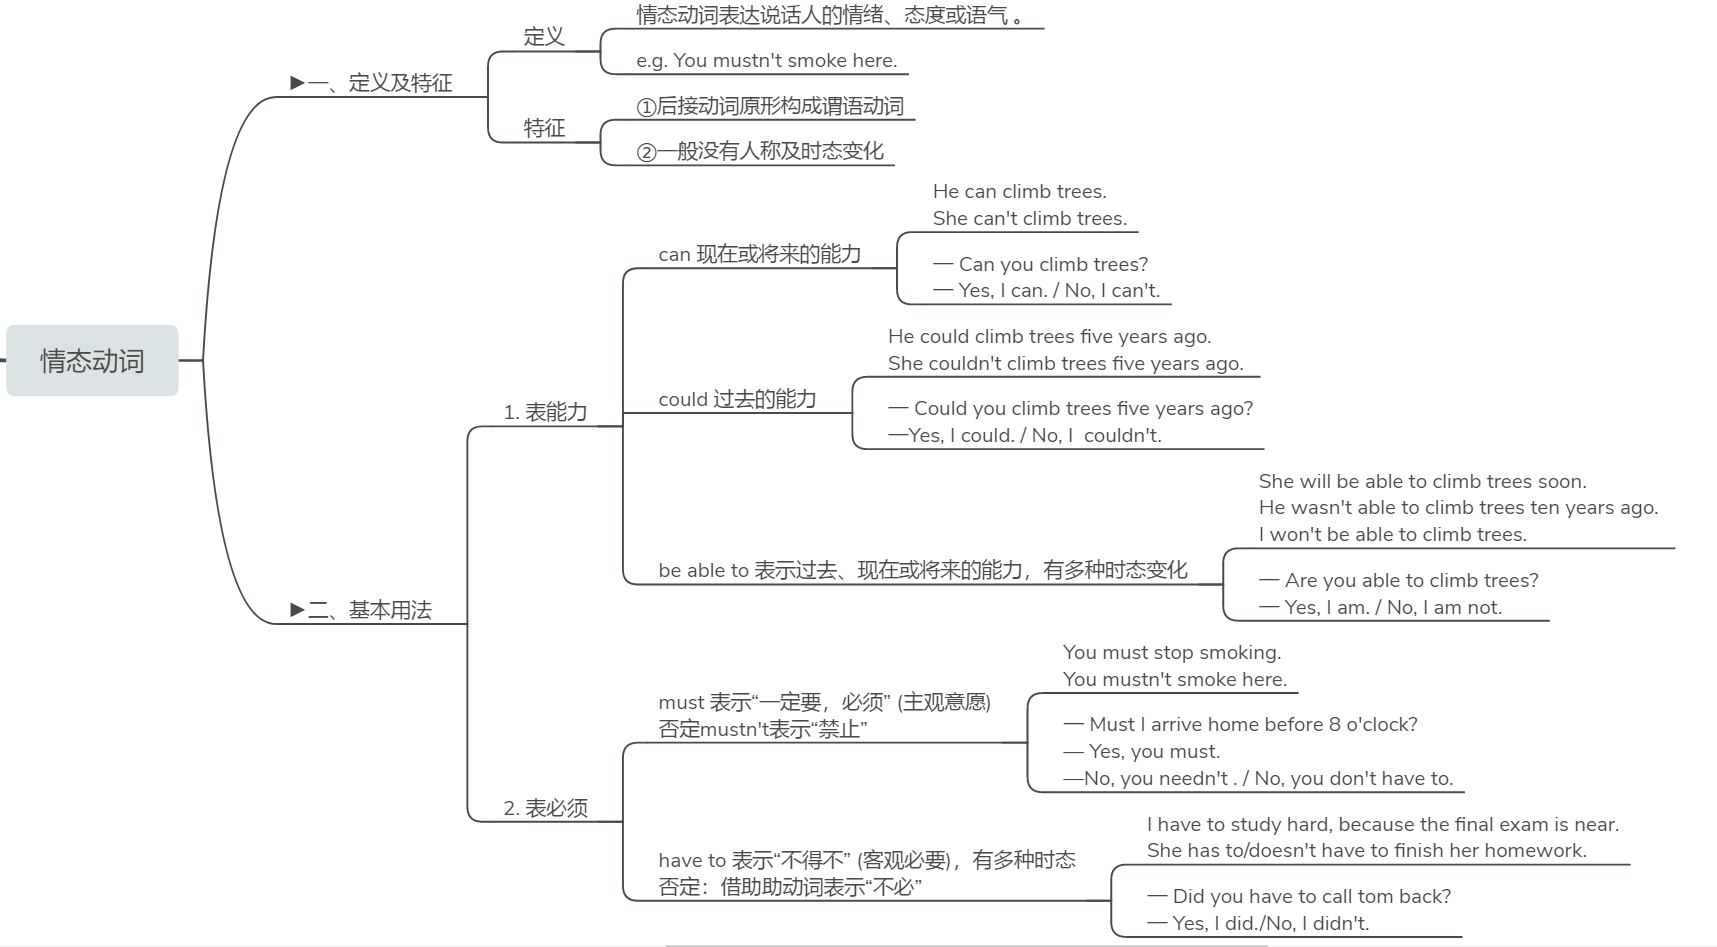 情态动词
▶一、定义及特征
定义
情态动词表达说话人的情绪、态度或语气 。
e.g. You mustn't smoke here.
特征
①后接动词原形构成谓语动词
②一般没有人称及时态变化
▶二、基本用法
1. 表能力
can 现在或将来的能力
He can climb trees.
She can't climb trees.
— Can you climb trees?
— Yes, I can. / No, I can't.
could 过去的能力
He could climb trees five years ago.
She couldn't climb trees five years ago.
— Could you climb trees five years ago?
—Yes, I could. / No, I  couldn't.
be able to 表示过去、现在或将来的能力，有多种时态变化
She will be able to climb trees soon.
He wasn't able to climb trees ten years ago.
I won't be able to climb trees.
— Are you able to climb trees?
— Yes, I am. / No, I am not.
2. 表必须
must 表示“一定要，必须” (主观意愿)
否定mustn't表示“禁止”
You must stop smoking.
You mustn't smoke here.
— Must I arrive home before 8 o'clock?
— Yes, you must.
—No, you needn't . / No, you don't have to.
have to 表示“不得不” (客观必要)，有多种时态
否定：借助助动词表示“不必”
I have to study hard, because the final exam is near.
She has to/doesn't have to finish her homework.
— Did you have to call tom back?
— Yes, I did./No, I didn't.